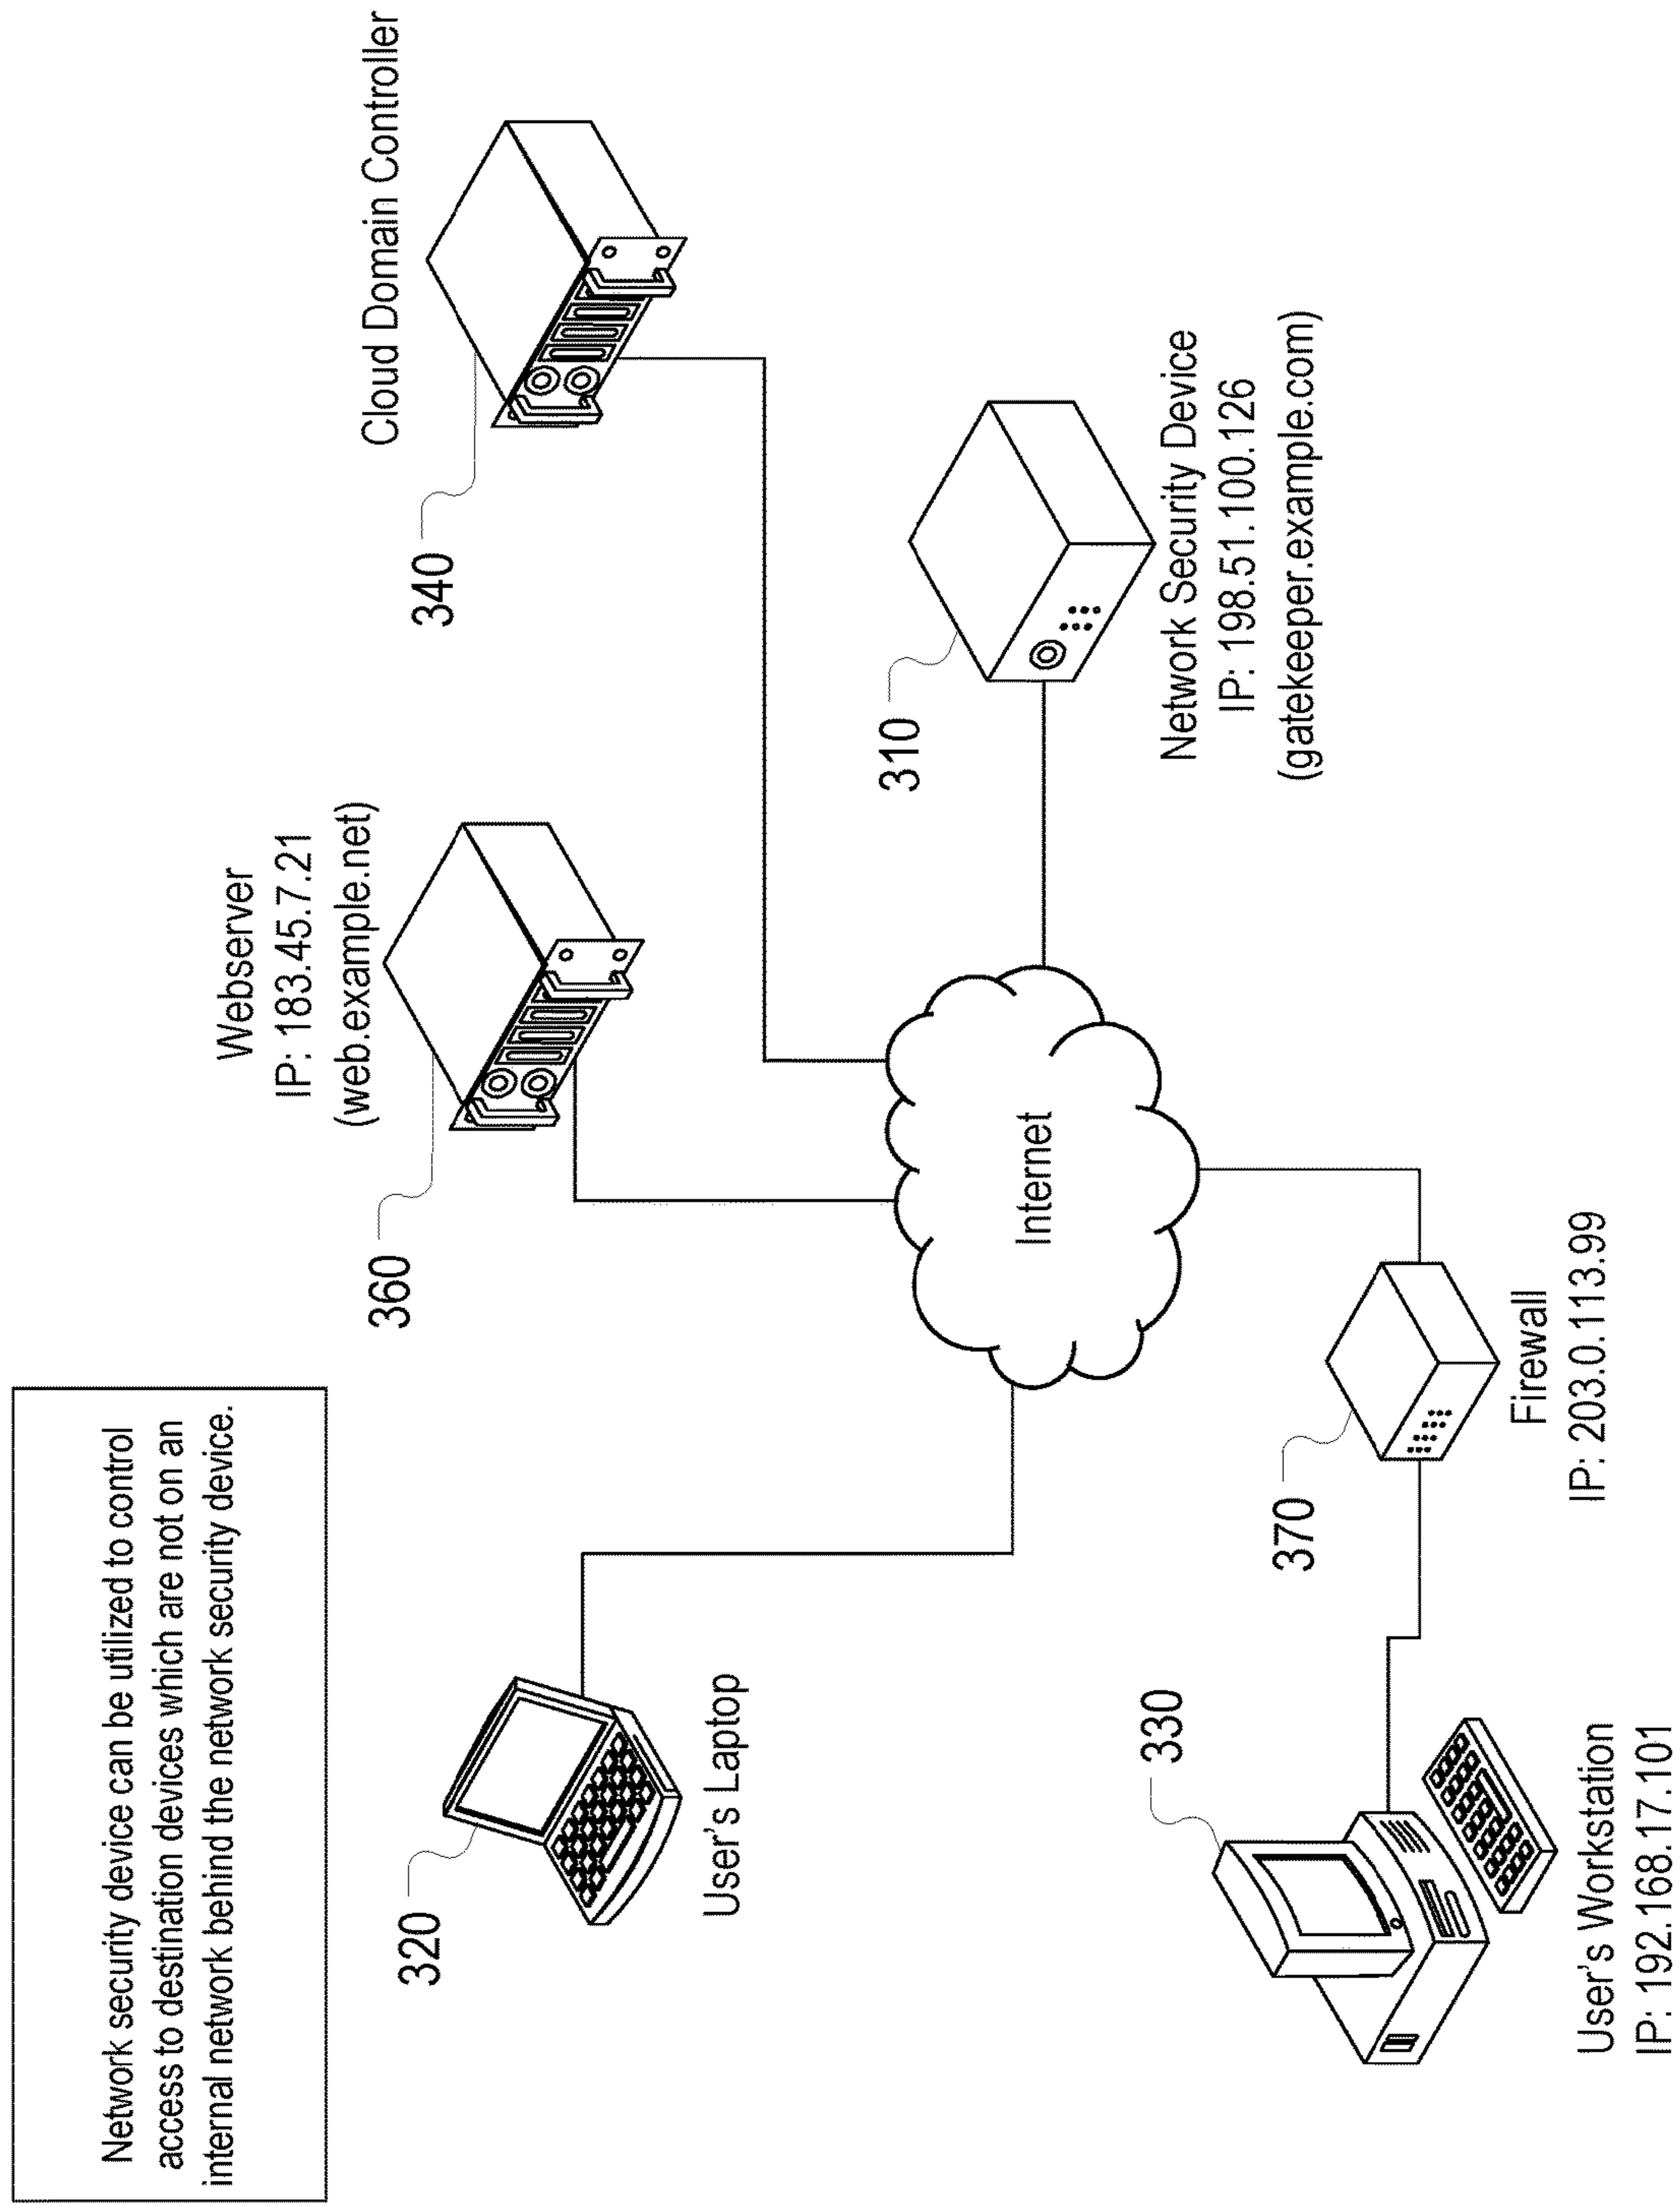 Network security device can be utilized to control
access to destination devices which are not on an
internal network behind the network security device.
Webserver
IP: 183.45.7.21
(web.example.net)
360
Cloud Domain Controller
340
320
User's Laptop
Internet
310
Network Security Device
IP: 198.51.100.126
(gatekeeper.example.com)
330
User's Workstation
IP: 192.168.17.101
370
Firewall
IP: 203.0.113.99